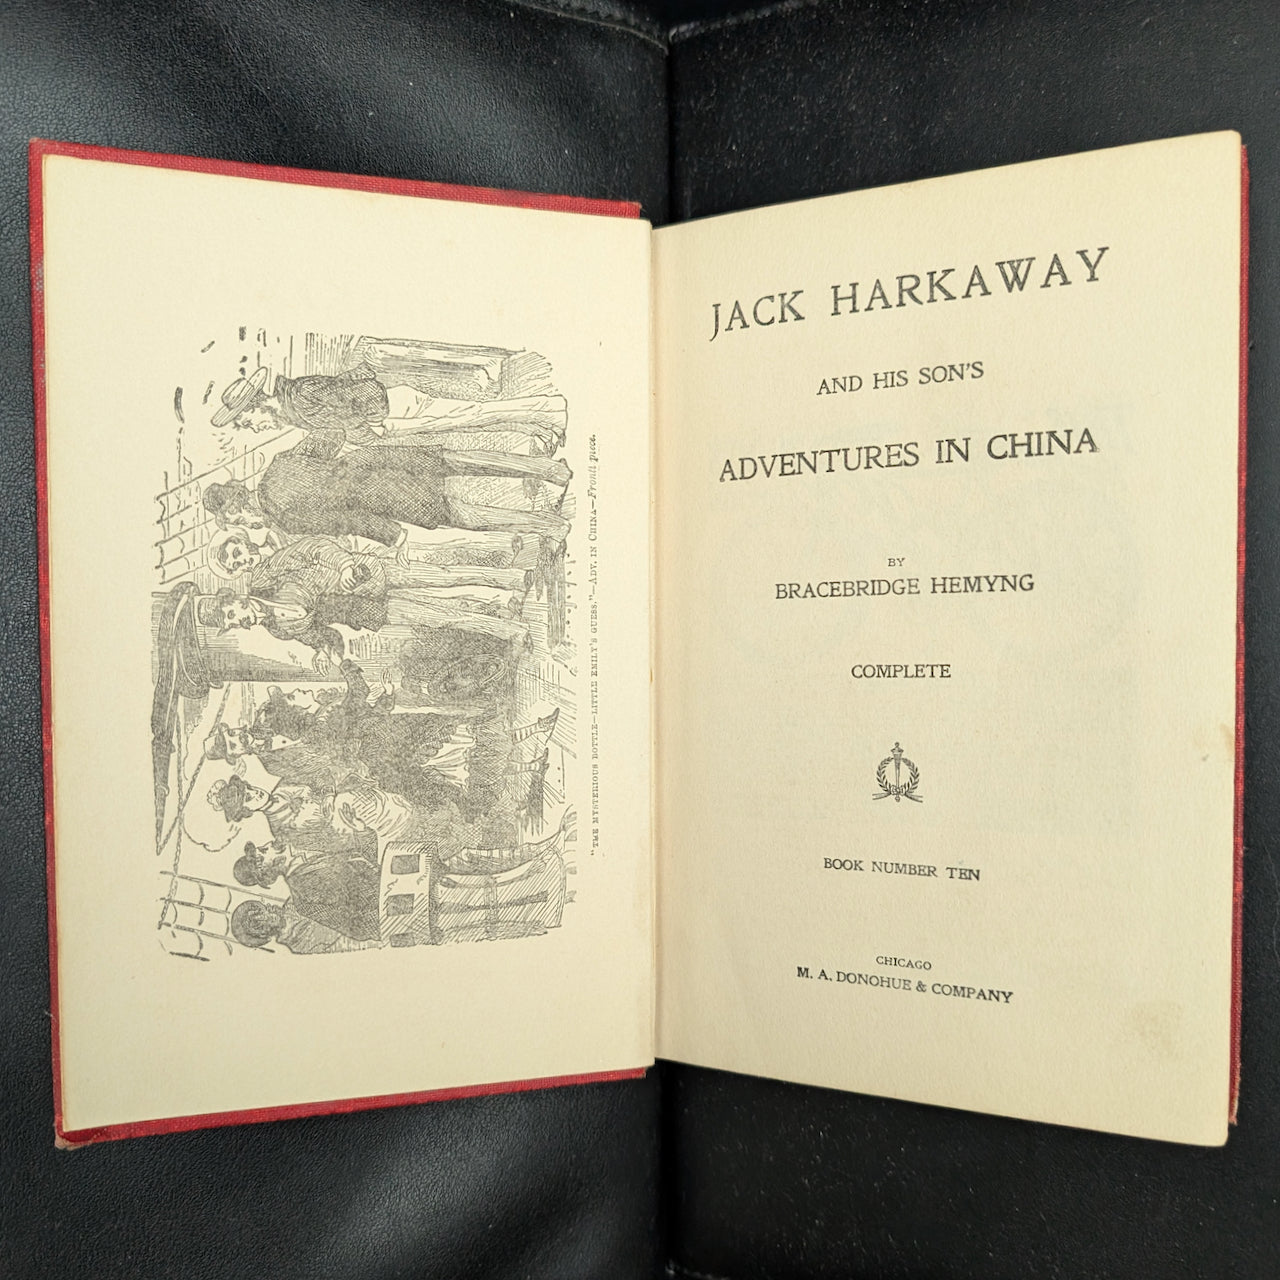 "THE MYSTERIOUS BOTTLE—LITTLE EMILY'S GUESS."—ADV. IN CHINA—Front piece.
JACK HARKAWAY
AND HIS SON'S
ADVENTURES IN CHINA
BY
BRACEBRIDGE HEMYNG
COMPLETE
BOOK NUMBER TEN
CHICAGO
M. A. DONOHUE & COMPANY